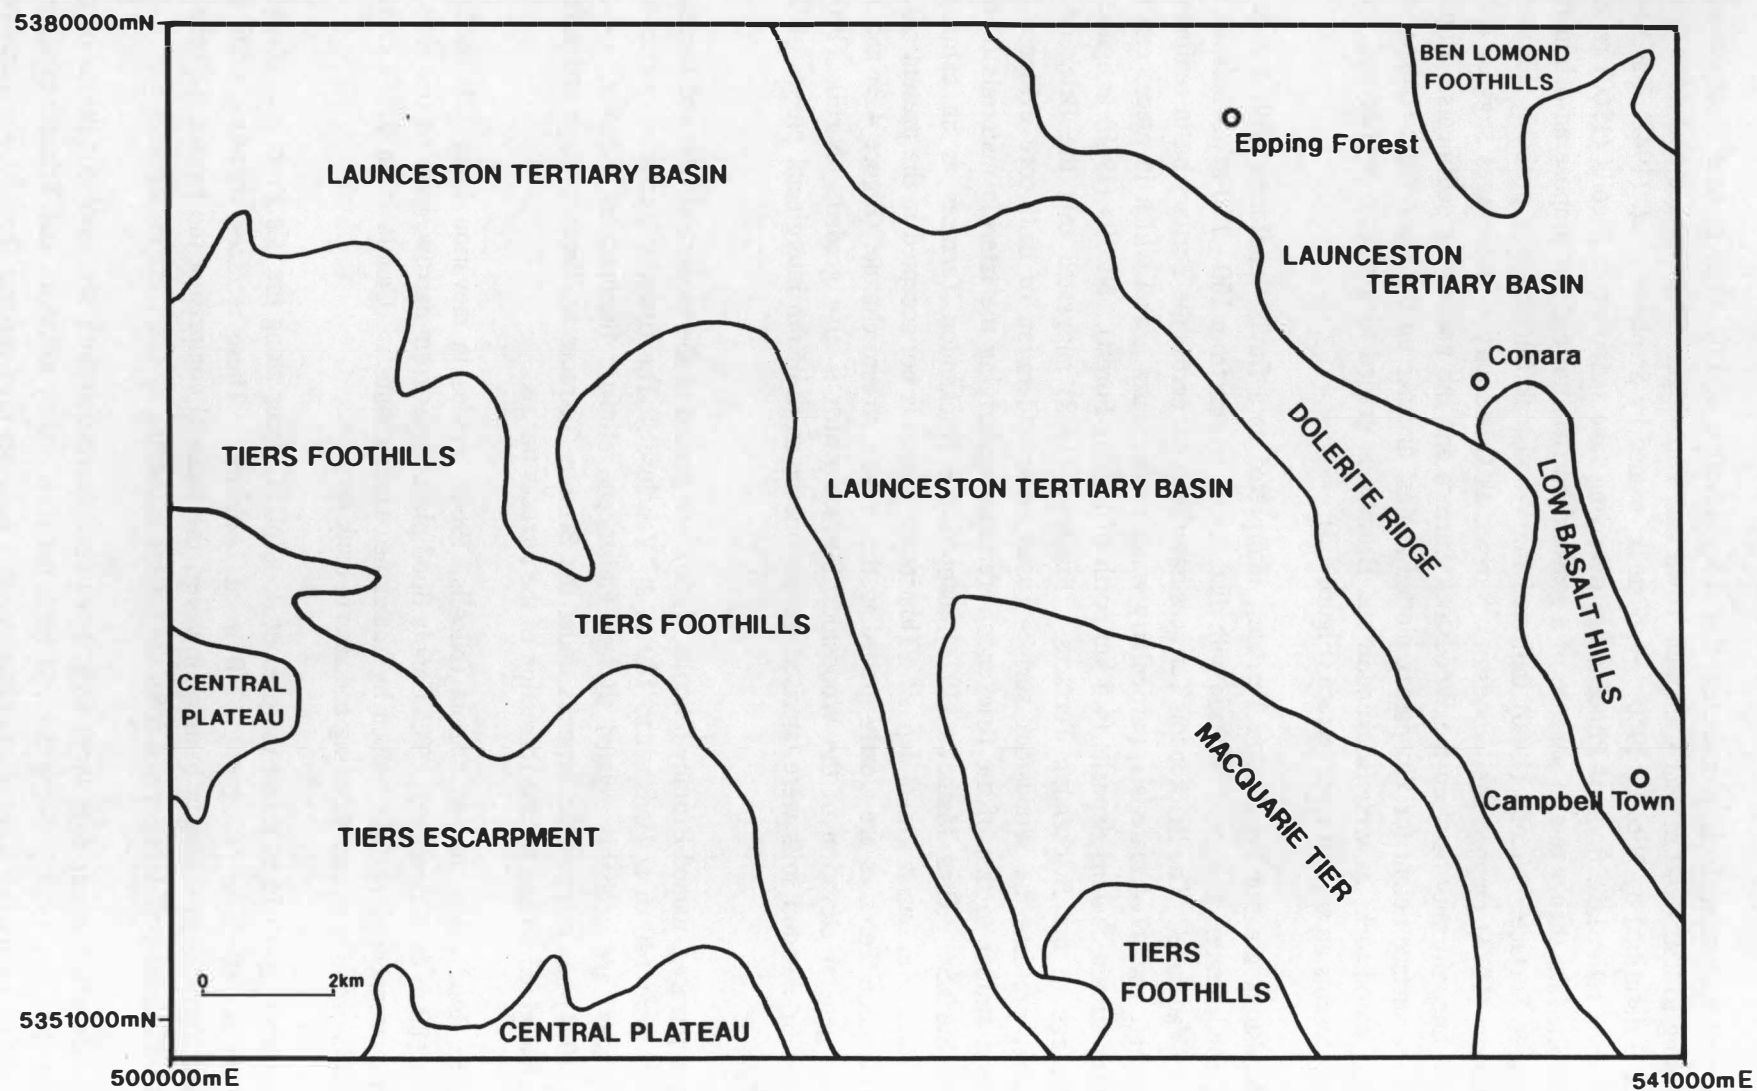 5380000mN
BEN LOMOND
FOOTHILLS
Epping Forest
LAUNCESTON TERTIARY BASIN
LAUNCESTON
TERTIARY BASIN
Conara
DOLERITE RIDGE
TIERS FOOTHILLS
LAUNCESTON TERTIARY BASIN
LOW BASALT HILLS
TIERS FOOTHILLS
CENTRAL
PLATEAU
MACQUARIE TIER
Campbell Town
TIERS ESCARPMENT
TIERS
FOOTHILLS
0 2km
CENTRAL PLATEAU
5351000mN
500000mE
541000mE